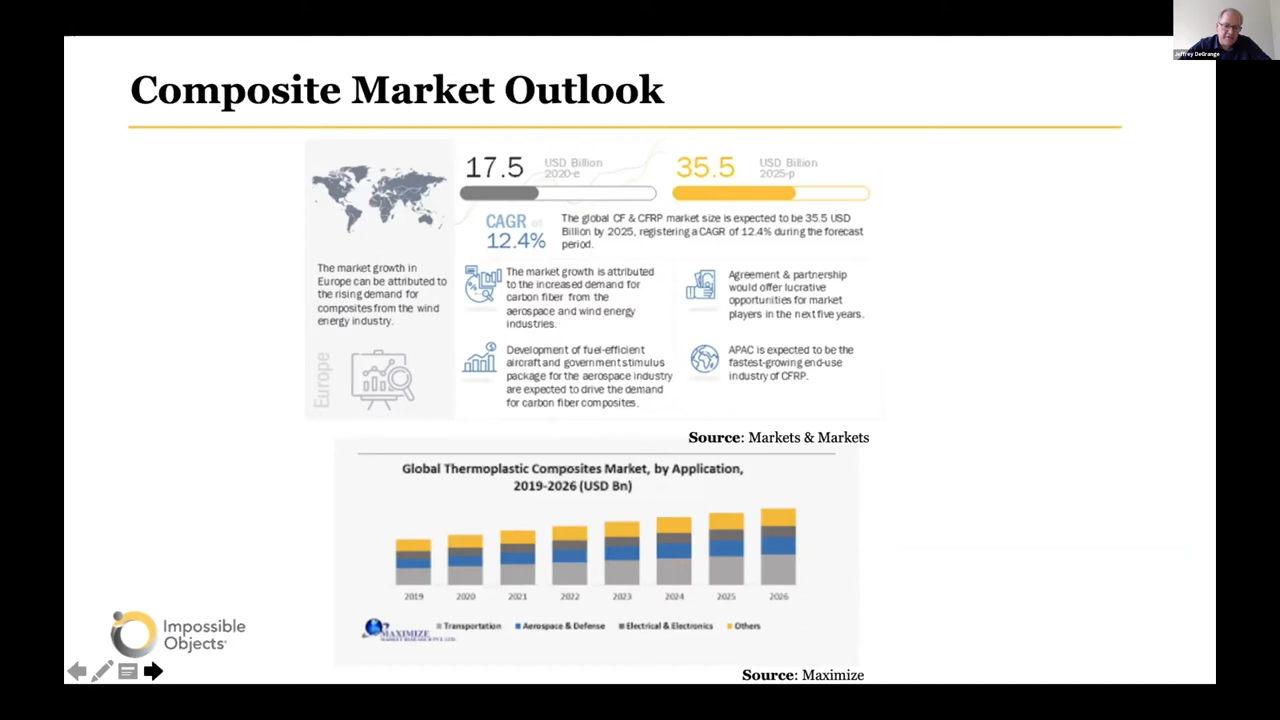 Jeffrey DeGrange
Composite Market Outlook
17.5
USD Billion
2020-e
35.5
USD Billion
2025-p
CAGR of
12.4%
The global CF & CFRP market size is expected to be 35.5 USD
Billion by 2025, registering a CAGR of 12.4% during the forecast
period.
The market growth in
Europe can be attributed to
the rising demand for
composites from the wind
energy industry.
Europe
The market growth is attributed
to the increased demand for
carbon fiber from the
aerospace and wind energy
industries.
Agreement & partnership
would offer lucrative
opportunities for market
players in the next five years.
Development of fuel-efficient
aircraft and government stimulus
package for the aerospace industry
are expected to drive the demand
for carbon fiber composites.
APAC is expected to be the
fastest-growing end-use
industry of CFRP.
Source: Markets & Markets
Global Thermoplastic Composites Market, by Application,
2019-2026 (USD Bn)
2019 2020 2021 2022 2023 2024 2025 2026
MAXIMIZE
MARKET RESEARCH PVT. LTD.
Transportation Aerospace & Defense Electrical & Electronics Others
Impossible
Objects
Source: Maximize